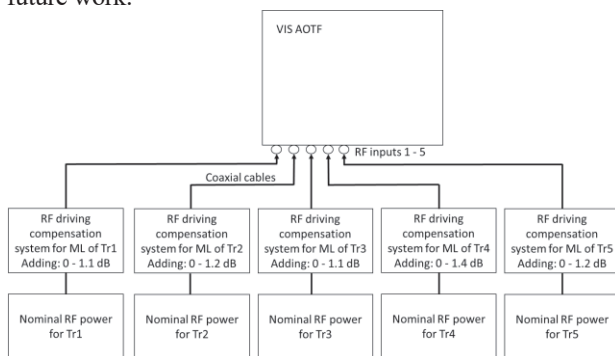 future work.
VIS AOTF
RF inputs 1 - 5
Coaxial cables
RF driving
compensation
system for ML of Tr1
Adding: 0 - 1.1 dB
RF driving
compensation
system for ML of Tr2
Adding: 0 - 1.2 dB
RF driving
compensation
system for ML of Tr3
Adding: 0 - 1.1 dB
RF driving
compensation
system for ML of Tr4
Adding: 0 - 1.4 dB
RF driving
compensation
system for ML of Tr5
Adding: 0 - 1.2 dB
Nominal RF power
for Tr1
Nominal RF power
for Tr2
Nominal RF power
for Tr3
Nominal RF power
for Tr4
Nominal RF power
for Tr5